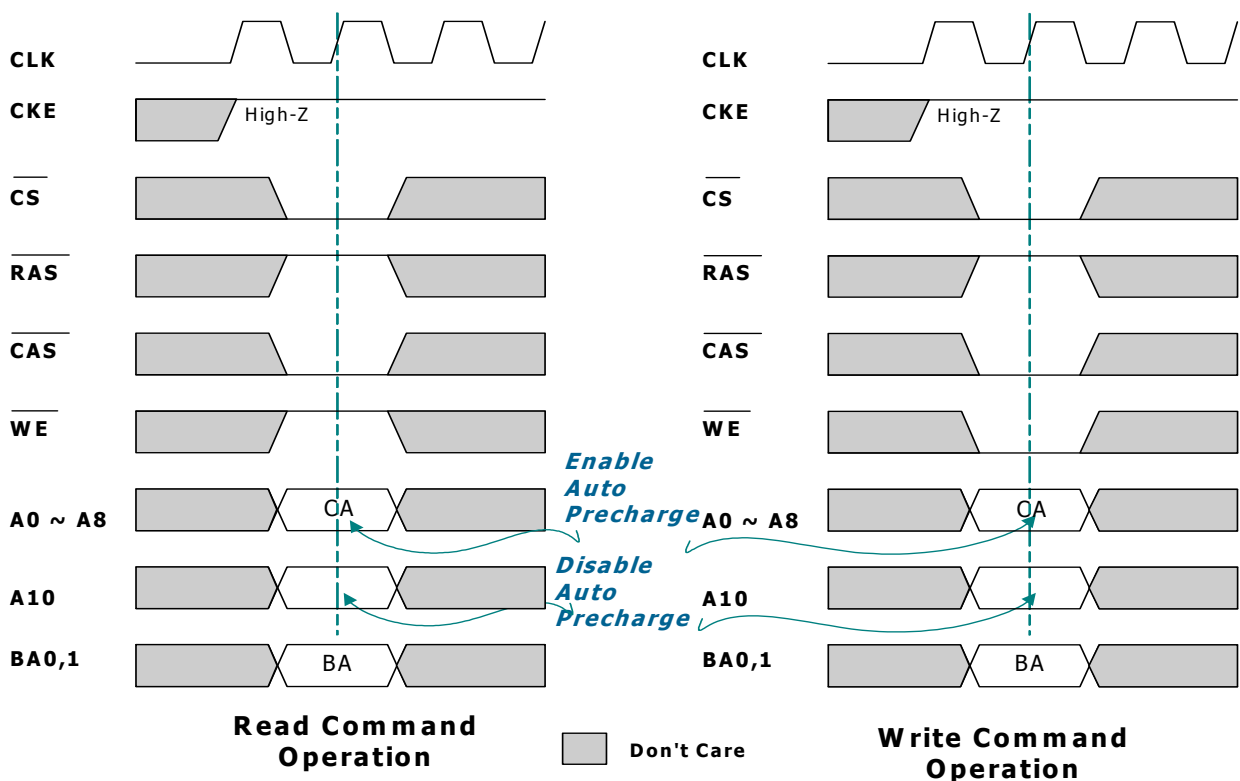 CLK
CKE
High-Z
CS
RAS
CAS
WE
A0 ~ A8
CA
A10
BA0,1
BA
Read Command
Operation
Enable
Auto
Precharge
Disable
Auto
Precharge
Don't Care
CLK
CKE
High-Z
CS
RAS
CAS
WE
A0 ~ A8
CA
A10
BA0,1
BA
Write Command
Operation